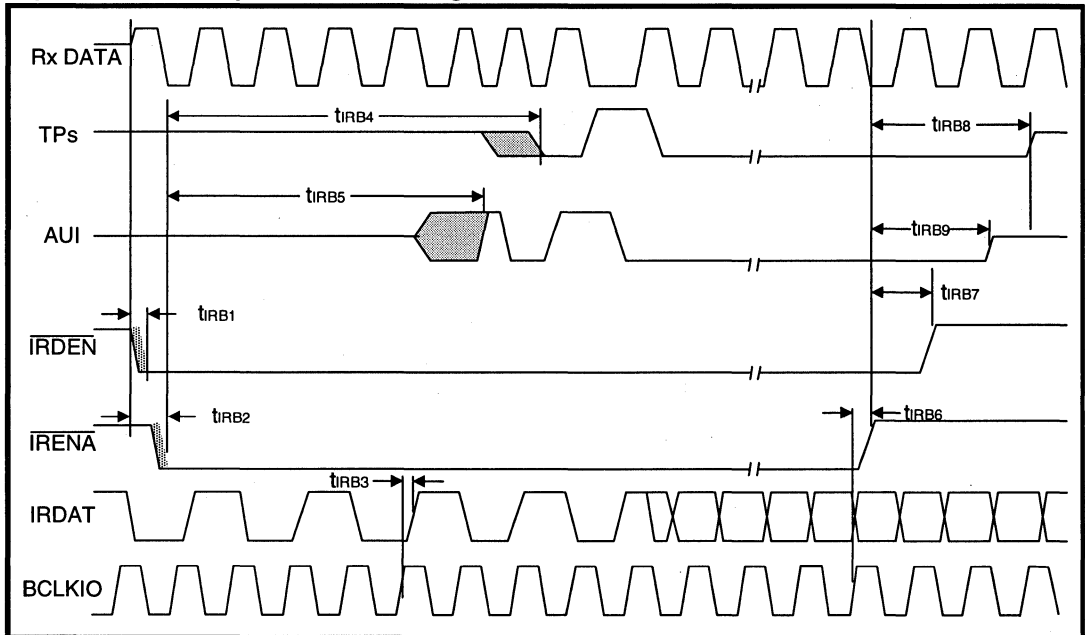 Rx DATA
TPs
tIRB4
tIRB8
AUI
tIRB5
tIRB9
tIRB7
IRDEN
tIRB1
IRENA
tIRB2
tIRB6
tIRB3
IRDAT
BCLKIO